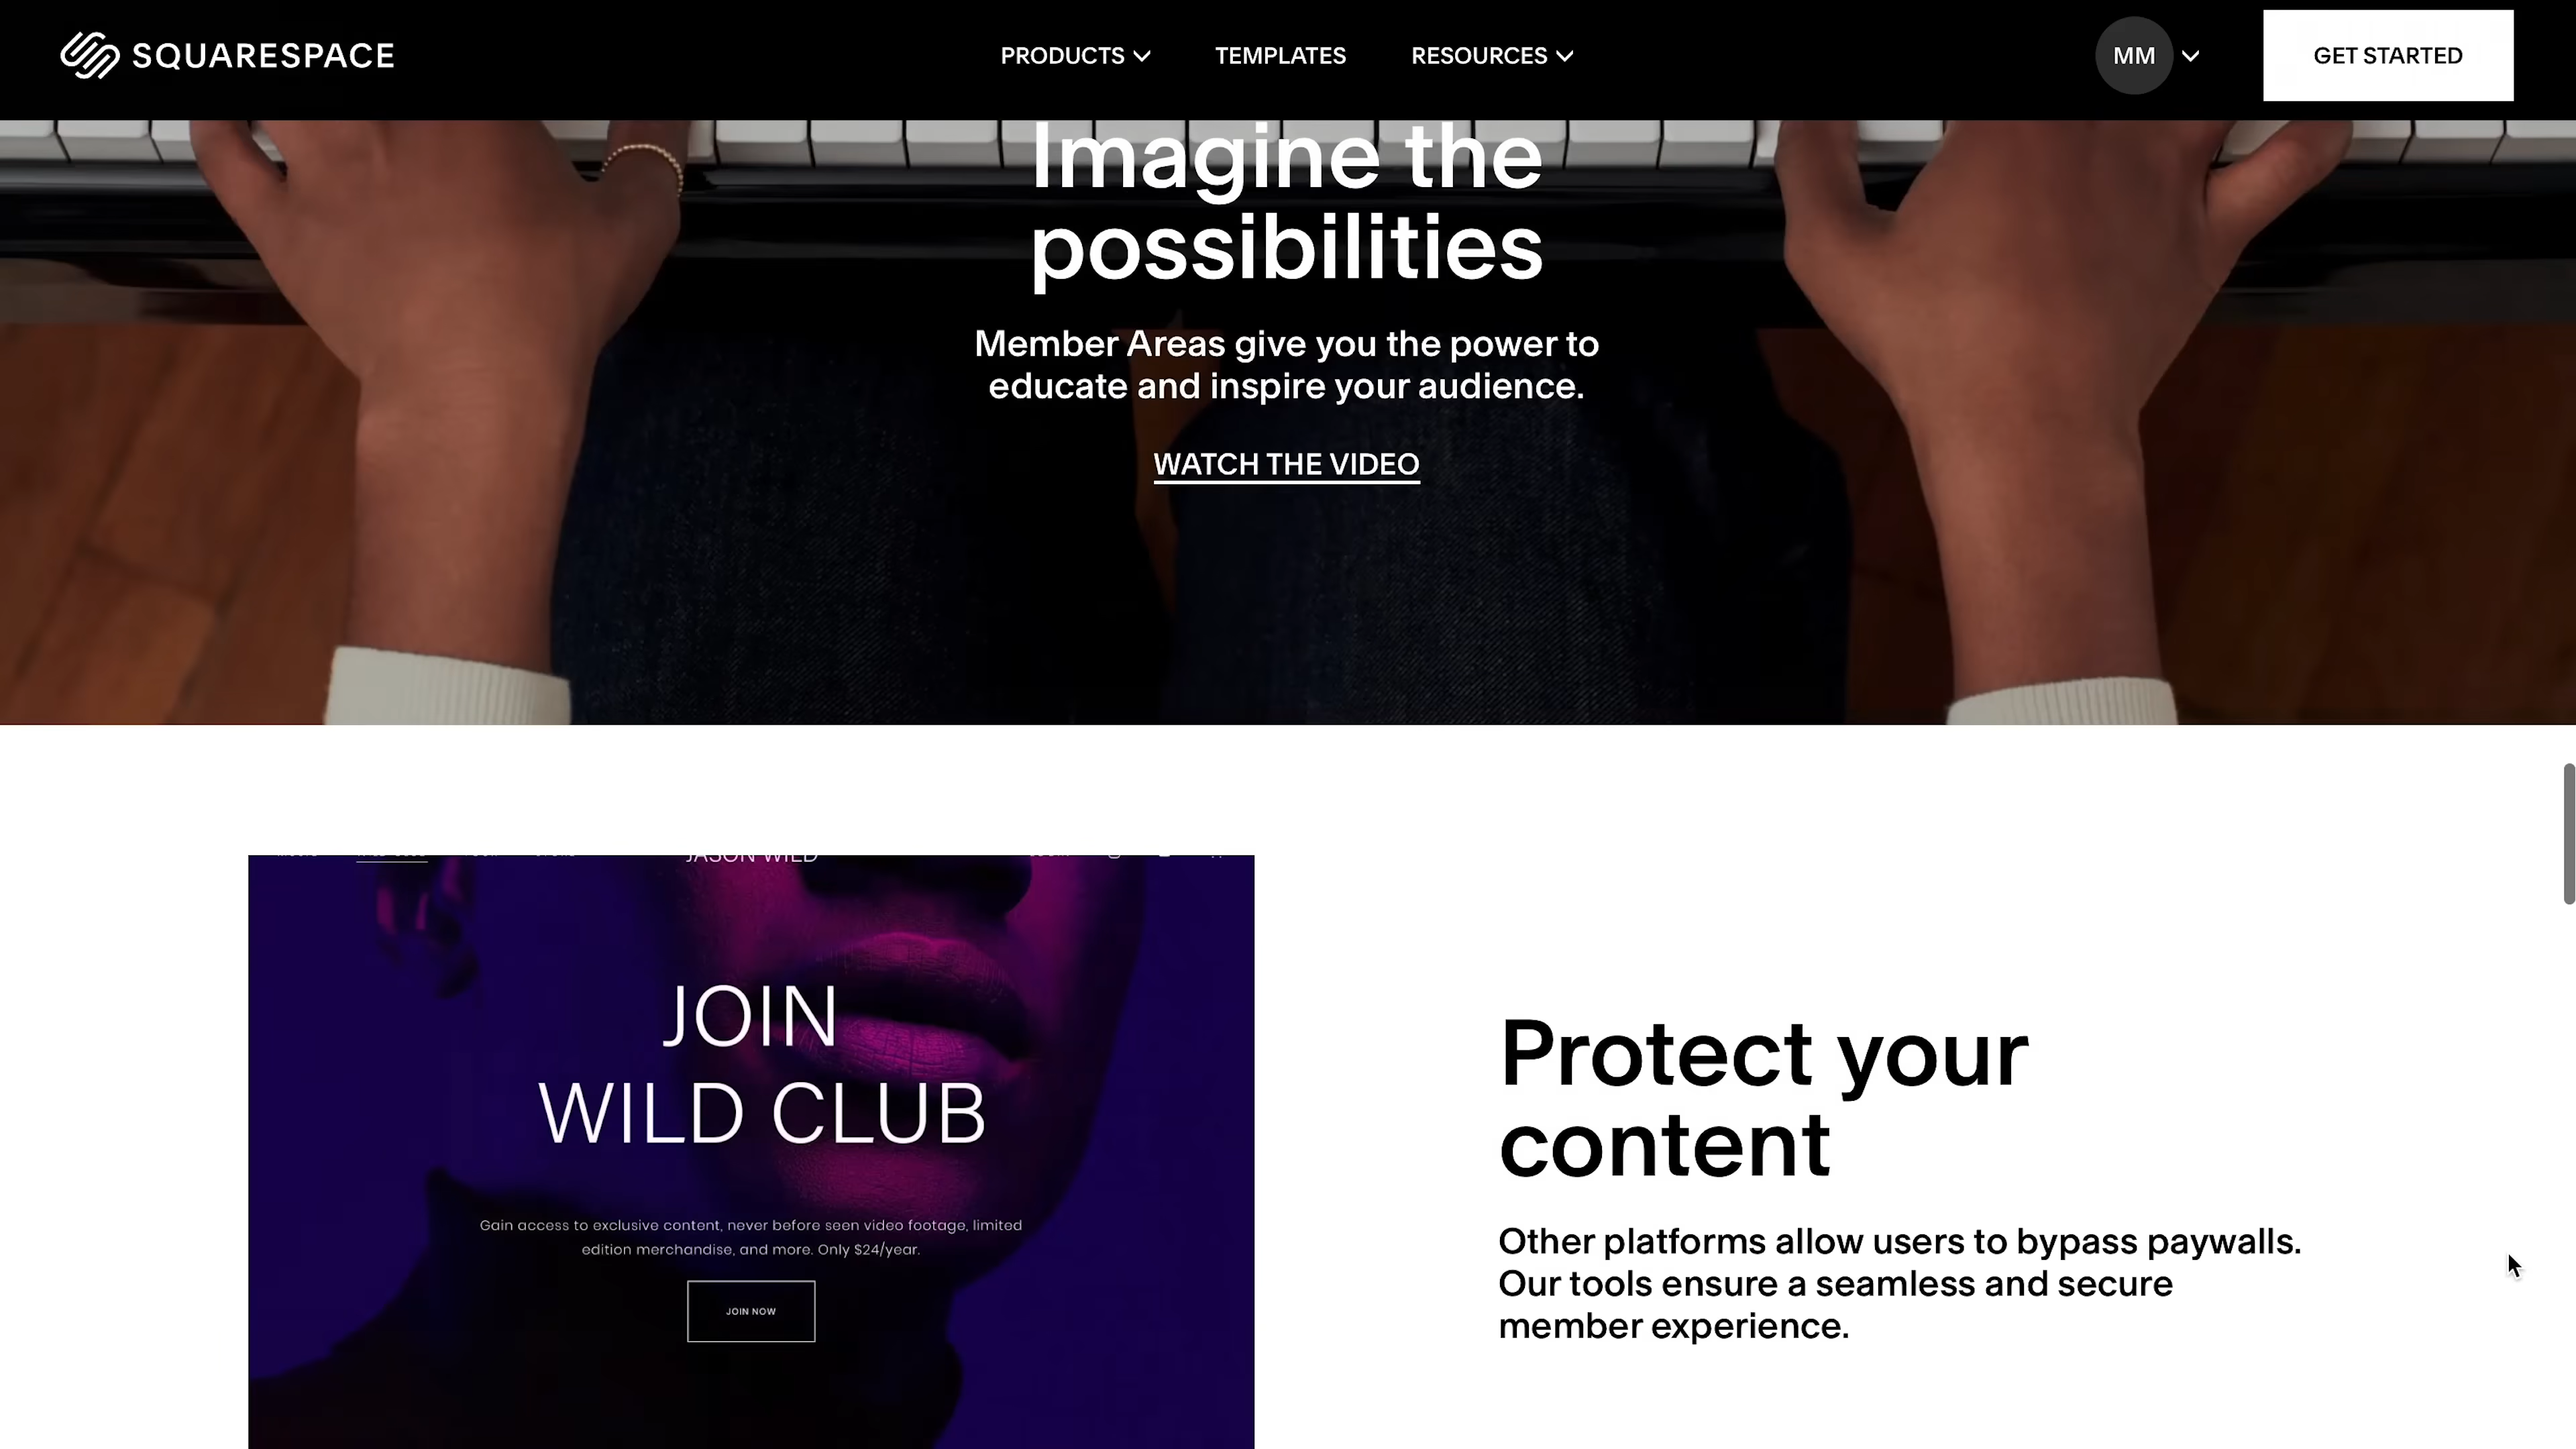 SQUARESPACE
PRODUCTS
TEMPLATES
RESOURCES
MM
GET STARTED
Imagine the
possibilities
Member Areas give you the power to
educate and inspire your audience.
WATCH THE VIDEO
JASON WILD
JOIN
WILD CLUB
Gain access to exclusive content, never before seen video footage, limited
edition merchandise, and more. Only $24/year.
JOIN NOW
Protect your
content
Other platforms allow users to bypass paywalls.
Our tools ensure a seamless and secure
member experience.